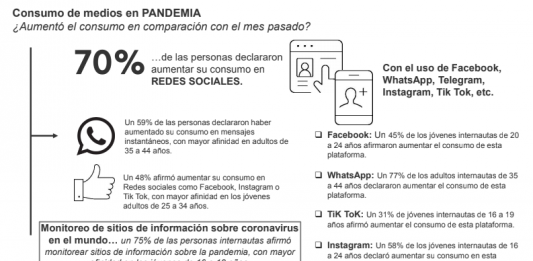 Consumo de medios en PANDEMIA
¿Aumentó el consumo en comparación con el mes pasado?
70%
…de las personas declararon
aumentar su consumo en
REDES SOCIALES.
Un 59% de las personas declararon haber
aumentado su consumo en mensajes
instantáneos, con mayor afinidad en adultos de
35 a 44 años.
Un 48% afirmó aumentar su consumo en
Redes sociales como Facebook, Instagram o
Tik Tok, con mayor afinidad en los jóvenes
adultos de 25 a 34 años.
Monitoreo de sitios de información sobre coronavirus
en el mundo… un 75% de las personas internautas afirmó
monitorear sitios de información sobre la pandemia, con mayor
Con el uso de Facebook,
WhatsApp, Telegram,
Instagram, Tik Tok, etc.
Facebook: Un 45% de los jóvenes internautas de 20
a 24 años afirmaron aumentar el consumo de esta
plataforma.
WhatsApp: Un 77% de los adultos internautas de 35
a 44 años declararon aumentar el consumo de esta
plataforma.
TiK ToK: Un 31% de jóvenes internautas de 16 a 19
años afirmó aumentar el consumo de esta plataforma.
Instagram: Un 58% de los jóvenes internautas de 16
a 24 años declaró aumentar su consumo en esta